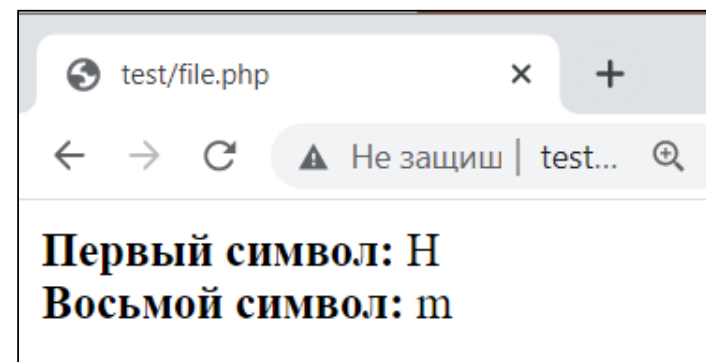 test/file.php
Не защищ test...
Первый символ: H
Восьмой символ: m